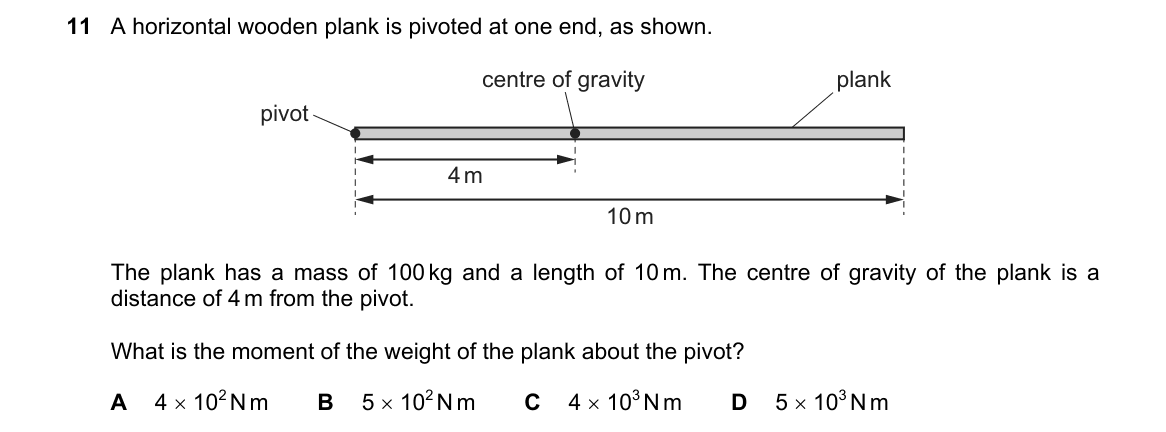 11 A horizontal wooden plank is pivoted at one end, as shown.
centre of gravity
plank
pivot
4 m
10 m
The plank has a mass of 100 kg and a length of 10 m. The centre of gravity of the plank is a
distance of 4 m from the pivot.
What is the moment of the weight of the plank about the pivot?
A 4 × 10² N m B 5 × 10² N m C 4 × 10³ N m D 5 × 10³ N m